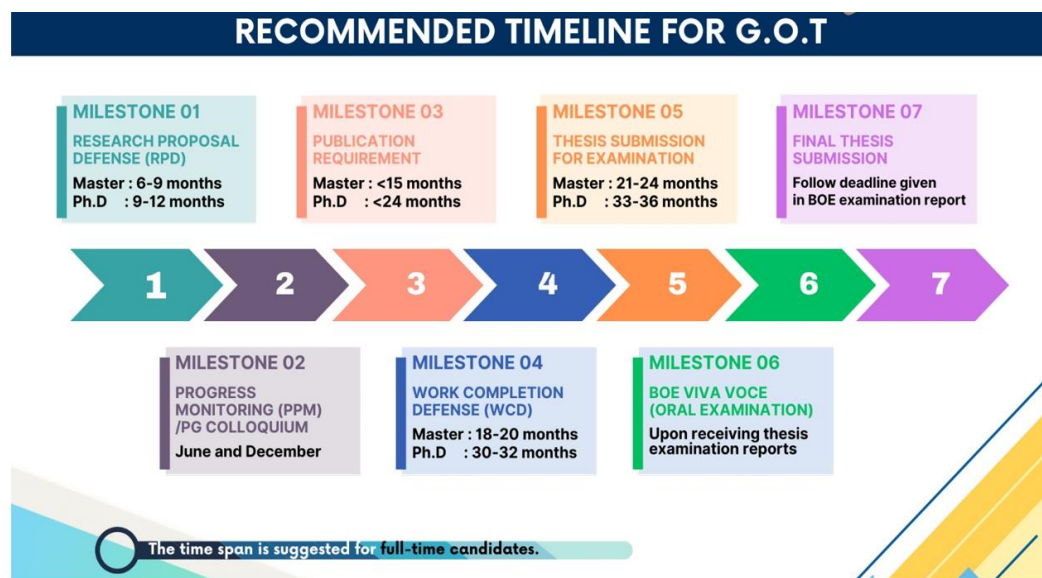 RECOMMENDED TIMELINE FOR G.O.T
MILESTONE 01
RESEARCH PROPOSAL
DEFENSE (RPD)
Master : 6-9 months
Ph.D : 9-12 months
MILESTONE 03
PUBLICATION
REQUIREMENT
Master : <15 months
Ph.D : <24 months
MILESTONE 05
THESIS SUBMISSION
FOR EXAMINATION
Master : 21-24 months
Ph.D : 33-36 months
MILESTONE 07
FINAL THESIS
SUBMISSION
Follow deadline given
in BOE examination report
1
2
3
4
5
6
7
MILESTONE 02
PROGRESS
MONITORING (PPM)
/PG COLLOQUIUM
June and December
MILESTONE 04
WORK COMPLETION
DEFENSE (WCD)
Master : 18-20 months
Ph.D : 30-32 months
MILESTONE 06
BOE VIVA VOCE
(ORAL EXAMINATION)
Upon receiving thesis
examination reports
The time span is suggested for full-time candidates.